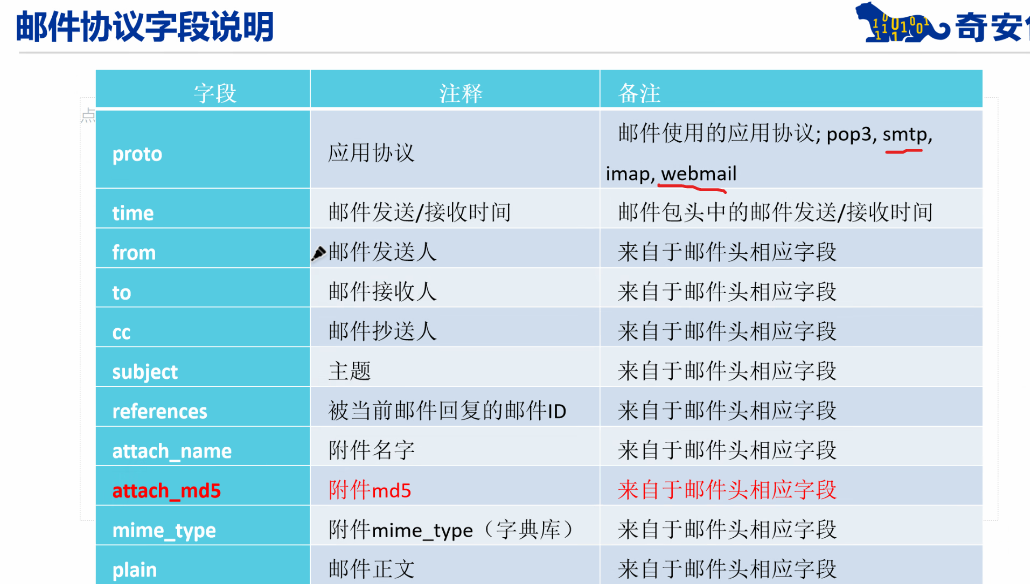 邮件协议字段说明
奇安
点
字段 注释 备注
proto 应用协议 邮件使用的应用协议; pop3, smtp,
imap, webmail
time 邮件发送/接收时间 邮件包头中的邮件发送/接收时间
from 邮件发送人 来自于邮件头相应字段
to 邮件接收人 来自于邮件头相应字段
cc 邮件抄送人 来自于邮件头相应字段
subject 主题 来自于邮件头相应字段
references 被当前邮件回复的邮件ID 来自于邮件头相应字段
attach_name 附件名字 来自于邮件头相应字段
attach_md5 附件md5 来自于邮件头相应字段
mime_type 附件mime_type（字典库） 来自于邮件头相应字段
plain 邮件正文 来自于邮件头相应字段